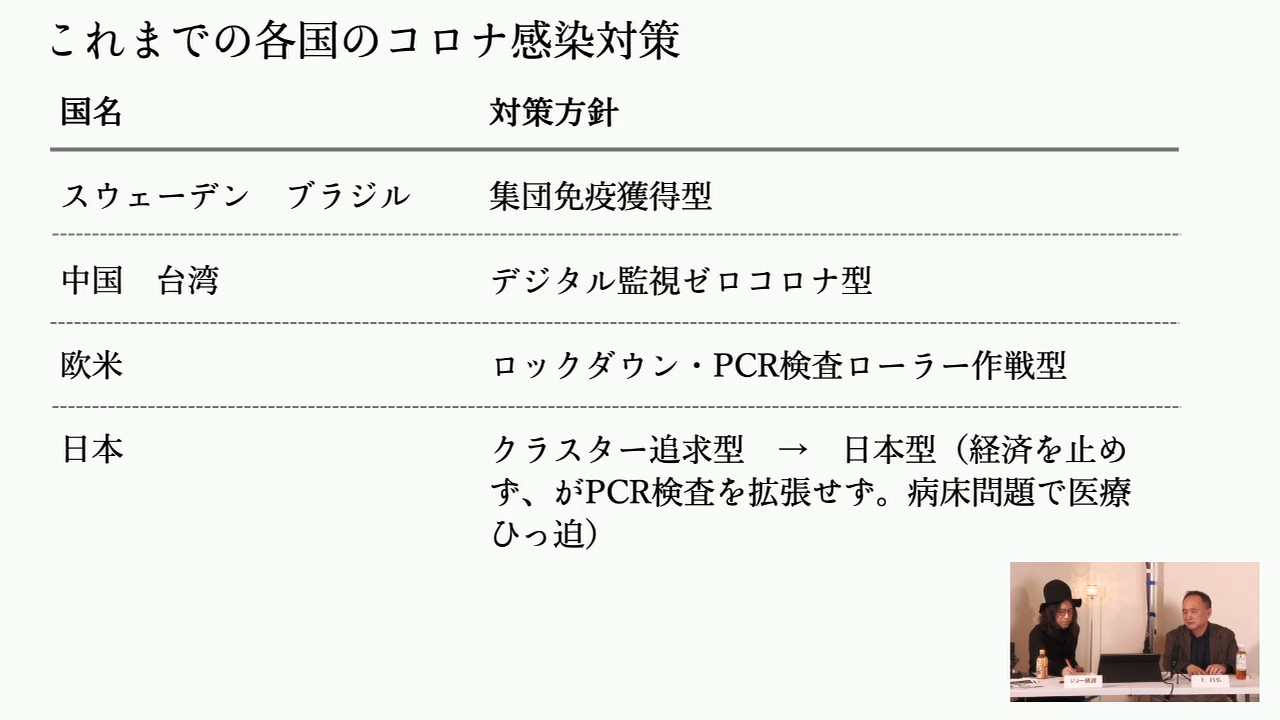 これまでの各国のコロナ感染対策
国名　対策方針
スウェーデン　ブラジル　集団免疫獲得型
中国　台湾　デジタル監視ゼロコロナ型
欧米　ロックダウン・PCR検査ローラー作戦型
日本　クラスター追求型　→　日本型（経済を止め
ず、がPCR検査を拡張せず。病床問題で医療
ひっ迫）